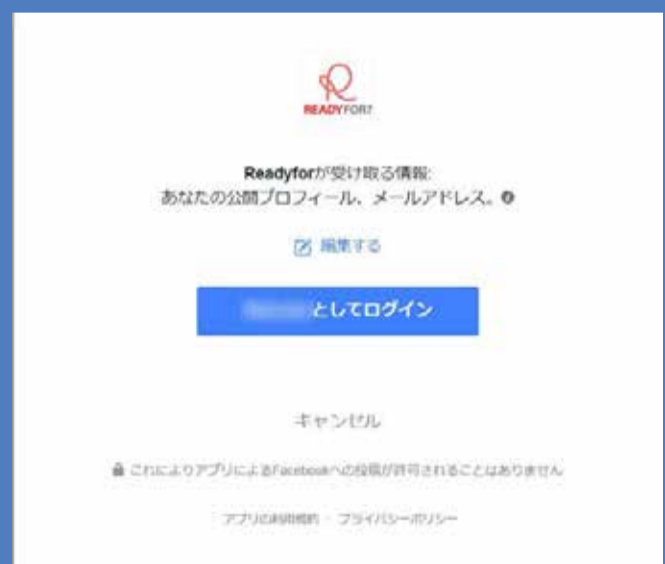 READYFOR?
Readyforが受け取る情報:
あなたの公開プロフィール、メールアドレス。
編集する
としてログイン
キャンセル
これによりアプリによるFacebookへの投稿が許可されることはありません
アプリの利用規約 · プライバシーポリシー